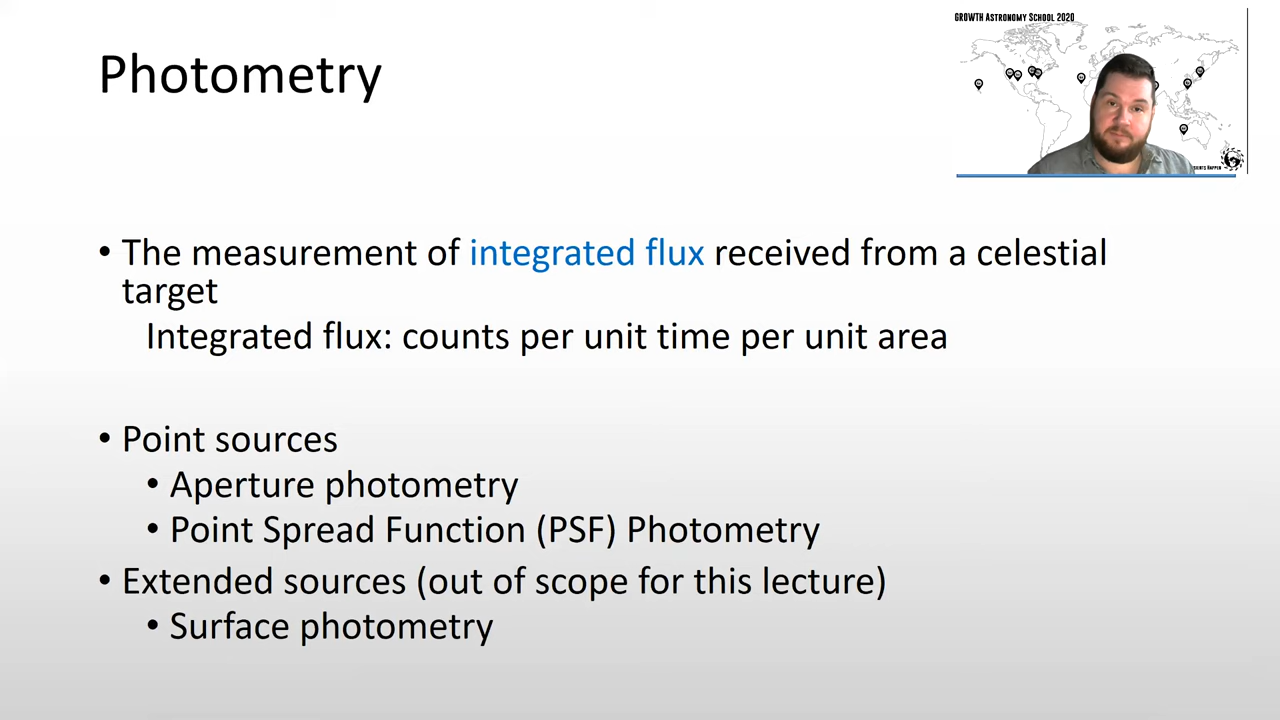 GROWTH ASTRONOMY SCHOOL 2020
Photometry
• The measurement of integrated flux received from a celestial
target
Integrated flux: counts per unit time per unit area
• Point sources
• Aperture photometry
• Point Spread Function (PSF) Photometry
• Extended sources (out of scope for this lecture)
• Surface photometry